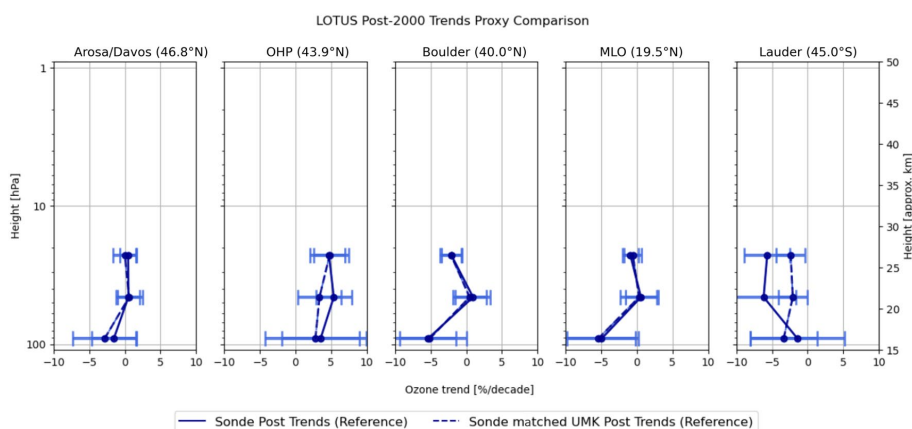 LOTUS Post-2000 Trends Proxy Comparison
Arosa/Davos (46.8°N) OHP (43.9°N) Boulder (40.0°N) MLO (19.5°N) Lauder (45.0°S)
1 50
45
40
35
10 30
25
20
100 15
Height [hPa]
Height [approx. km]
−10 −5 0 5 10 −10 −5 0 5 10 −10 −5 0 5 10 −10 −5 0 5 10 −10 −5 0 5 10
Ozone trend [%/decade]
Sonde Post Trends (Reference) Sonde matched UMK Post Trends (Reference)